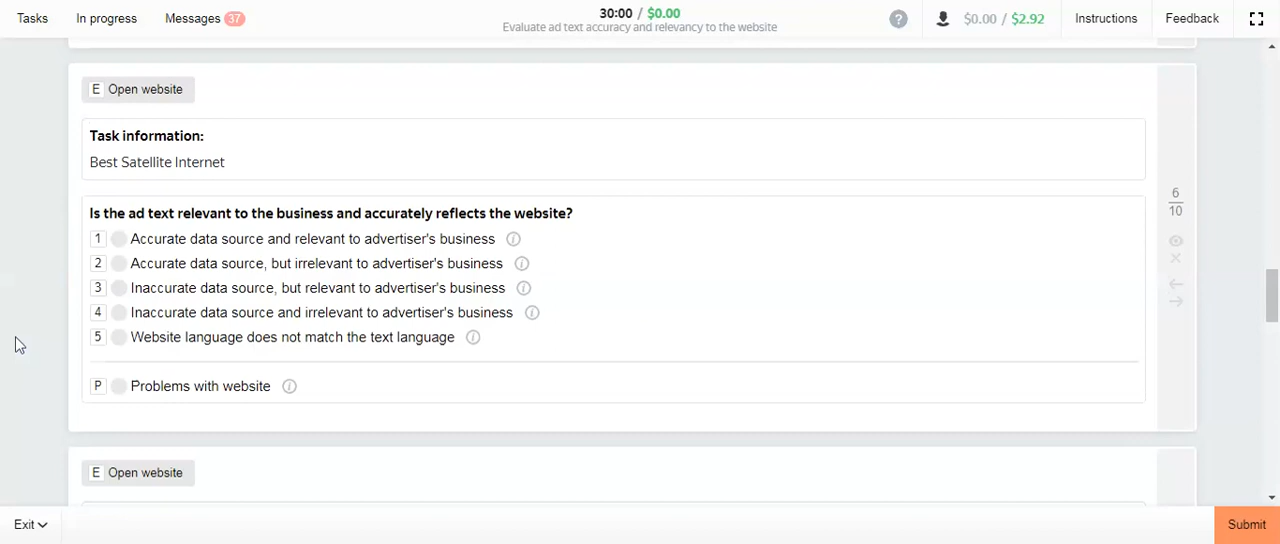 Tasks In progress Messages 37 30:00 / $0.00 ? $0.00 / $2.92 Instructions Feedback
Evaluate ad text accuracy and relevancy to the website
E Open website
Task information:
Best Satellite Internet
6
10
Is the ad text relevant to the business and accurately reflects the website?
1 Accurate data source and relevant to advertiser's business i
2 Accurate data source, but irrelevant to advertiser's business i
3 Inaccurate data source, but relevant to advertiser's business i
4 Inaccurate data source and irrelevant to advertiser's business i
5 Website language does not match the text language i
P Problems with website i
E Open website
Exit Submit